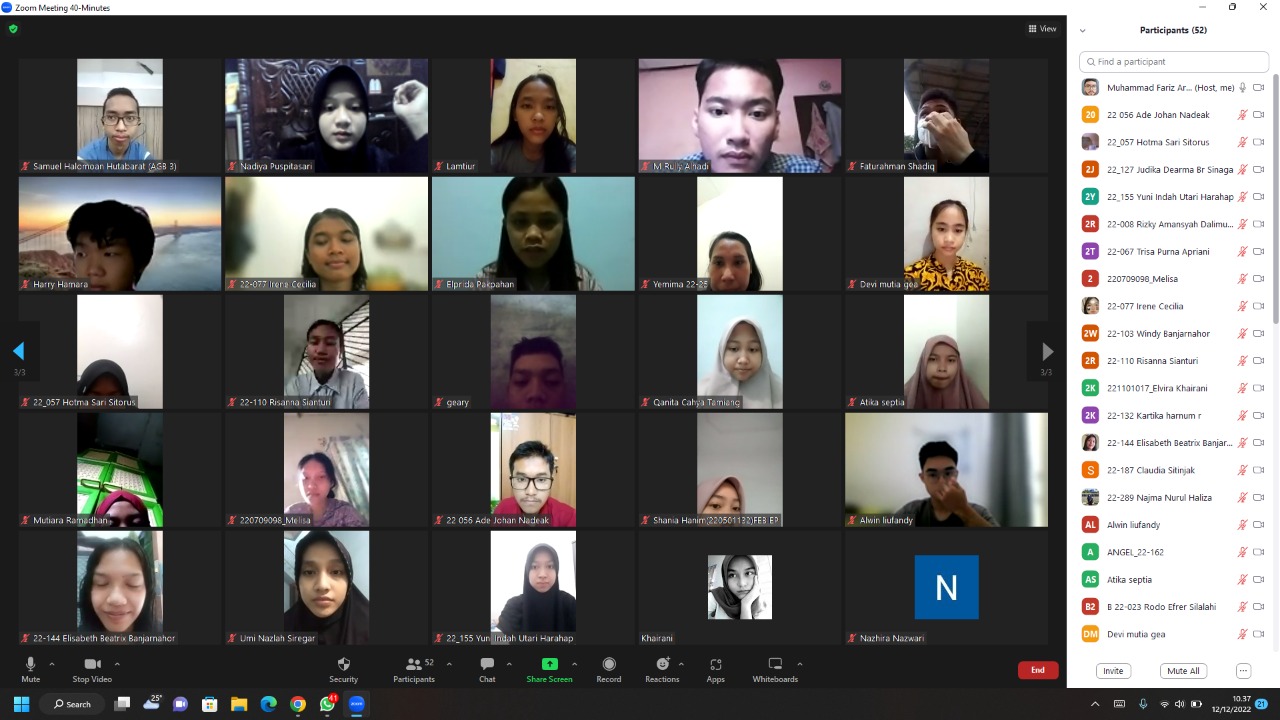 Zoom Meeting 40-Minutes
View
Samuel Halomoan Hutabarat (AGB 3)
Nadiya Puspitasari
Lamtiur
M Rully Alhadi
Faturahman Shadiq
Harry Hamara
22-077 Irene Cecilia
Elprida Pakpahan
Yemima 22-25
Devi mutia gea
3/3
3/3
22_057 Hotma Sari Sitorus
22-110 Risanna Sianturi
geary
Qanita Cahya Tamiang
Atika septia
Mutiara Ramadhan
220709098_Melisa
22 056 Ade Johan Nadeak
Shania Hanim(220501132)FEB EP
Alwin liufandy
22-144 Elisabeth Beatrix Banjarnahor
Umi Nazlah Siregar
22_155 Yuni Indah Utari Harahap
Khairani
N
Nazhira Nazwari
Mute
Stop Video
Security
52
Participants
Chat
Share Screen
Record
Reactions
Apps
Whiteboards
End
Participants (52)
Find a participant
Muhammad Fariz Ar... (Host, me)
20 22 056 Ade Johan Nadeak
22_057 Hotma Sari Sitorus
2J 22_127 Judika Dearma Br Sinaga
2Y 22_155 Yuni Indah Utari Harahap
2R 22-008 Rizky Amansyah Dalimu...
2T 22-067 Trisa Purna Apriani
2 220709098_Melisa
22-077 Irene Cecilia
2W 22-103 Windy Banjarnahor
2R 22-110 Risanna Sianturi
2K 221101017_Elvira Khairani
2K 22-132 Kartika harnum r
22-144 Elisabeth Beatrix Banjar...
S 22-187 Claudia Sitinjak
22-289 Najma Nurul Haliza
AL Alwin liufandy
A ANGEL_22-162
AS Atika septia
B2 B 22-023 Rodo Efrer Silalahi
DM Devi mutia gea
Invite
Mute All
...
Search
25°
41
zoom
10.37
12/12/2022
21